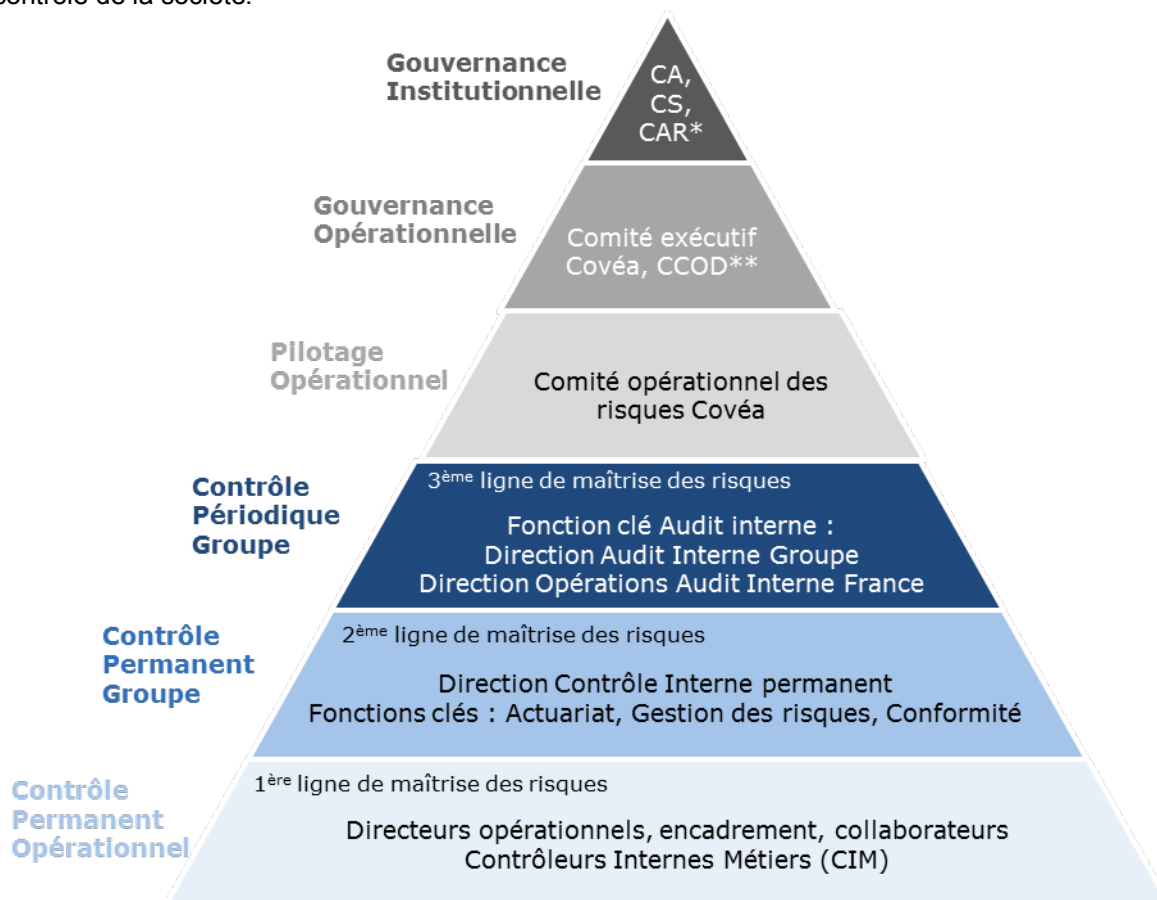 contrôle de la société.
Gouvernance
Institutionnelle
CA,
CS,
CAR*
Gouvernance
Opérationnelle
Comité exécutif
Covéa, CCOD**
Pilotage
Opérationnel
Comité opérationnel des
risques Covéa
Contrôle
Périodique
Groupe
3ème ligne de maîtrise des risques
Fonction clé Audit interne :
Direction Audit Interne Groupe
Direction Opérations Audit Interne France
Contrôle
Permanent
Groupe
2ème ligne de maîtrise des risques
Direction Contrôle Interne permanent
Fonctions clés : Actuariat, Gestion des risques, Conformité
Contrôle
Permanent
Opérationnel
1ère ligne de maîtrise des risques
Directeurs opérationnels, encadrement, collaborateurs
Contrôleurs Internes Métiers (CIM)